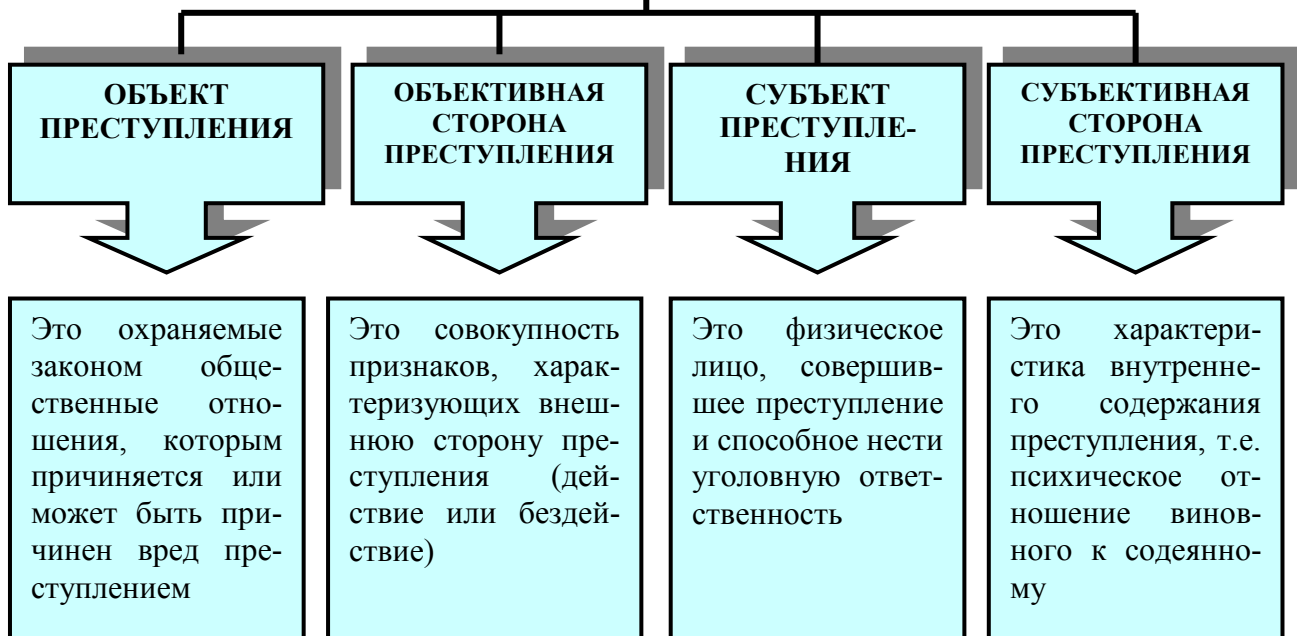 ОБЪЕКТ
ПРЕСТУПЛЕНИЯ
ОБЪЕКТИВНАЯ
СТОРОНА
ПРЕСТУПЛЕНИЯ
СУБЪЕКТ
ПРЕСТУПЛЕ-
НИЯ
СУБЪЕКТИВНАЯ
СТОРОНА
ПРЕСТУПЛЕНИЯ
Это охраняемые
законом обще-
ственные отно-
шения, которым
причиняется или
может быть при-
чинен вред пре-
ступлением
Это совокупность
признаков, харак-
теризующих внеш-
нюю сторону пре-
ступления (дей-
ствие или бездей-
ствие)
Это физическое
лицо, совершив-
шее преступление
и способное нести
уголовную ответ-
ственность
Это характери-
стика внутренне-
го содержания
преступления, т.е.
психическое от-
ношение винов-
ного к содеянно-
му